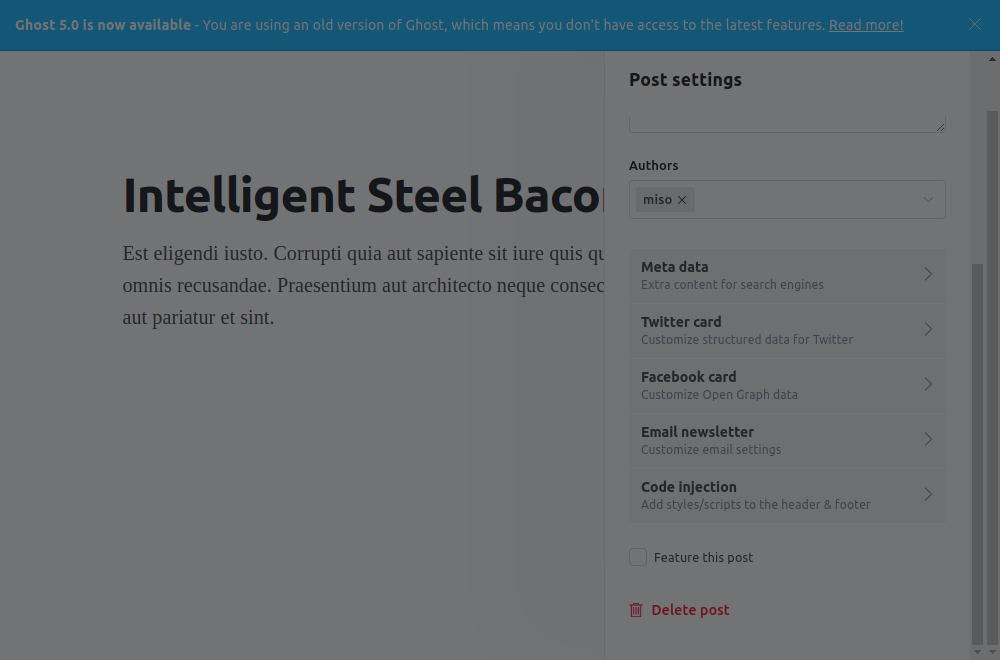 Ghost 5.0 is now available - You are using an old version of Ghost, which means you don't have access to the latest features. Read more!
Post settings
Intelligent Steel Bacon
Est eligendi iusto. Corrupti quia aut sapiente sit iure quis qu
omnis recusandae. Praesentium aut architecto neque consec
aut pariatur et sint.
Authors
miso
Meta data
Extra content for search engines
Twitter card
Customize structured data for Twitter
Facebook card
Customize Open Graph data
Email newsletter
Customize email settings
Code injection
Add styles/scripts to the header & footer
Feature this post
Delete post